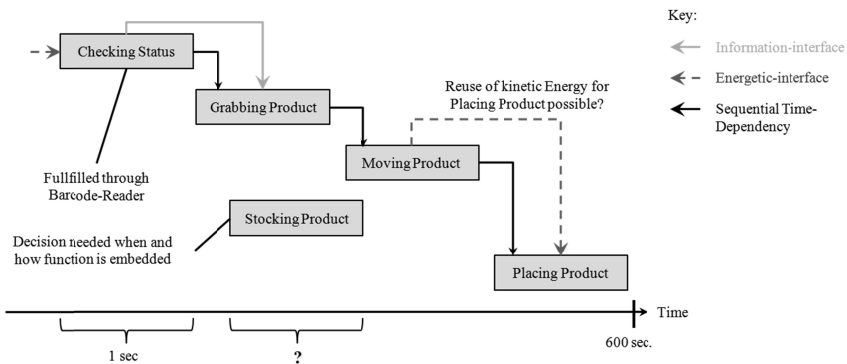 Key:
Checking Status
Information-interface
Energetic-interface
Reuse of kinetic Energy for
Placing Product possible?
Grabbing Product
Sequential Time-
Dependency
Moving Product
Fullfilled through
Barcode-Reader
Stocking Product
Decision needed when and
how function is embedded
Placing Product
Time
600 sec.
1 sec
?